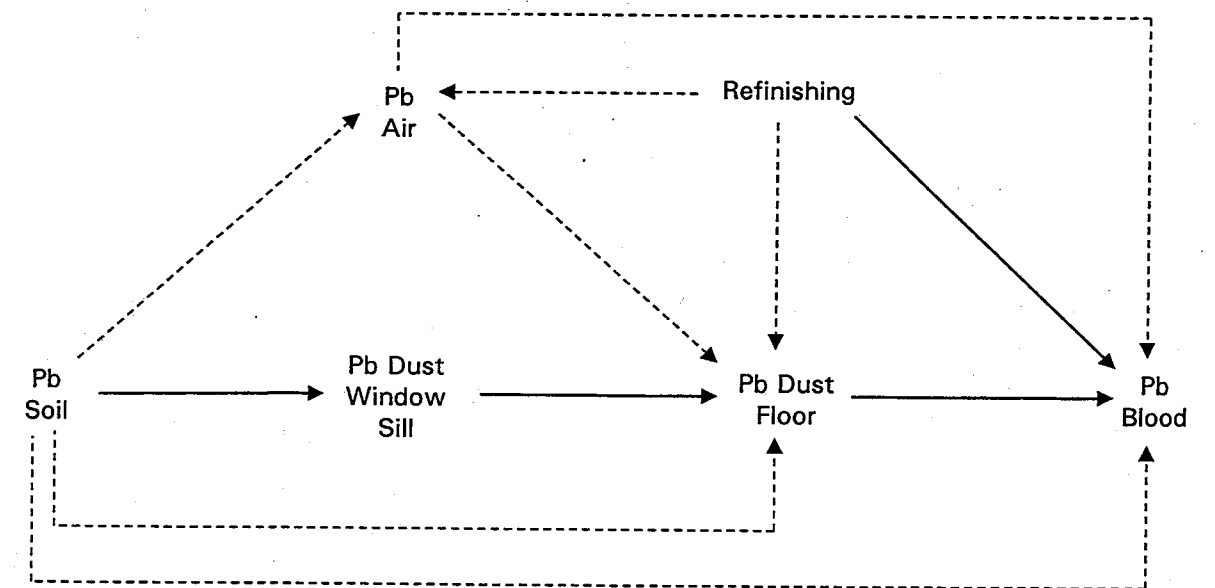 Pb
Air
Refinishing
Pb
Soil
Pb Dust
Window
Sill
Pb Dust
Floor
Pb
Blood